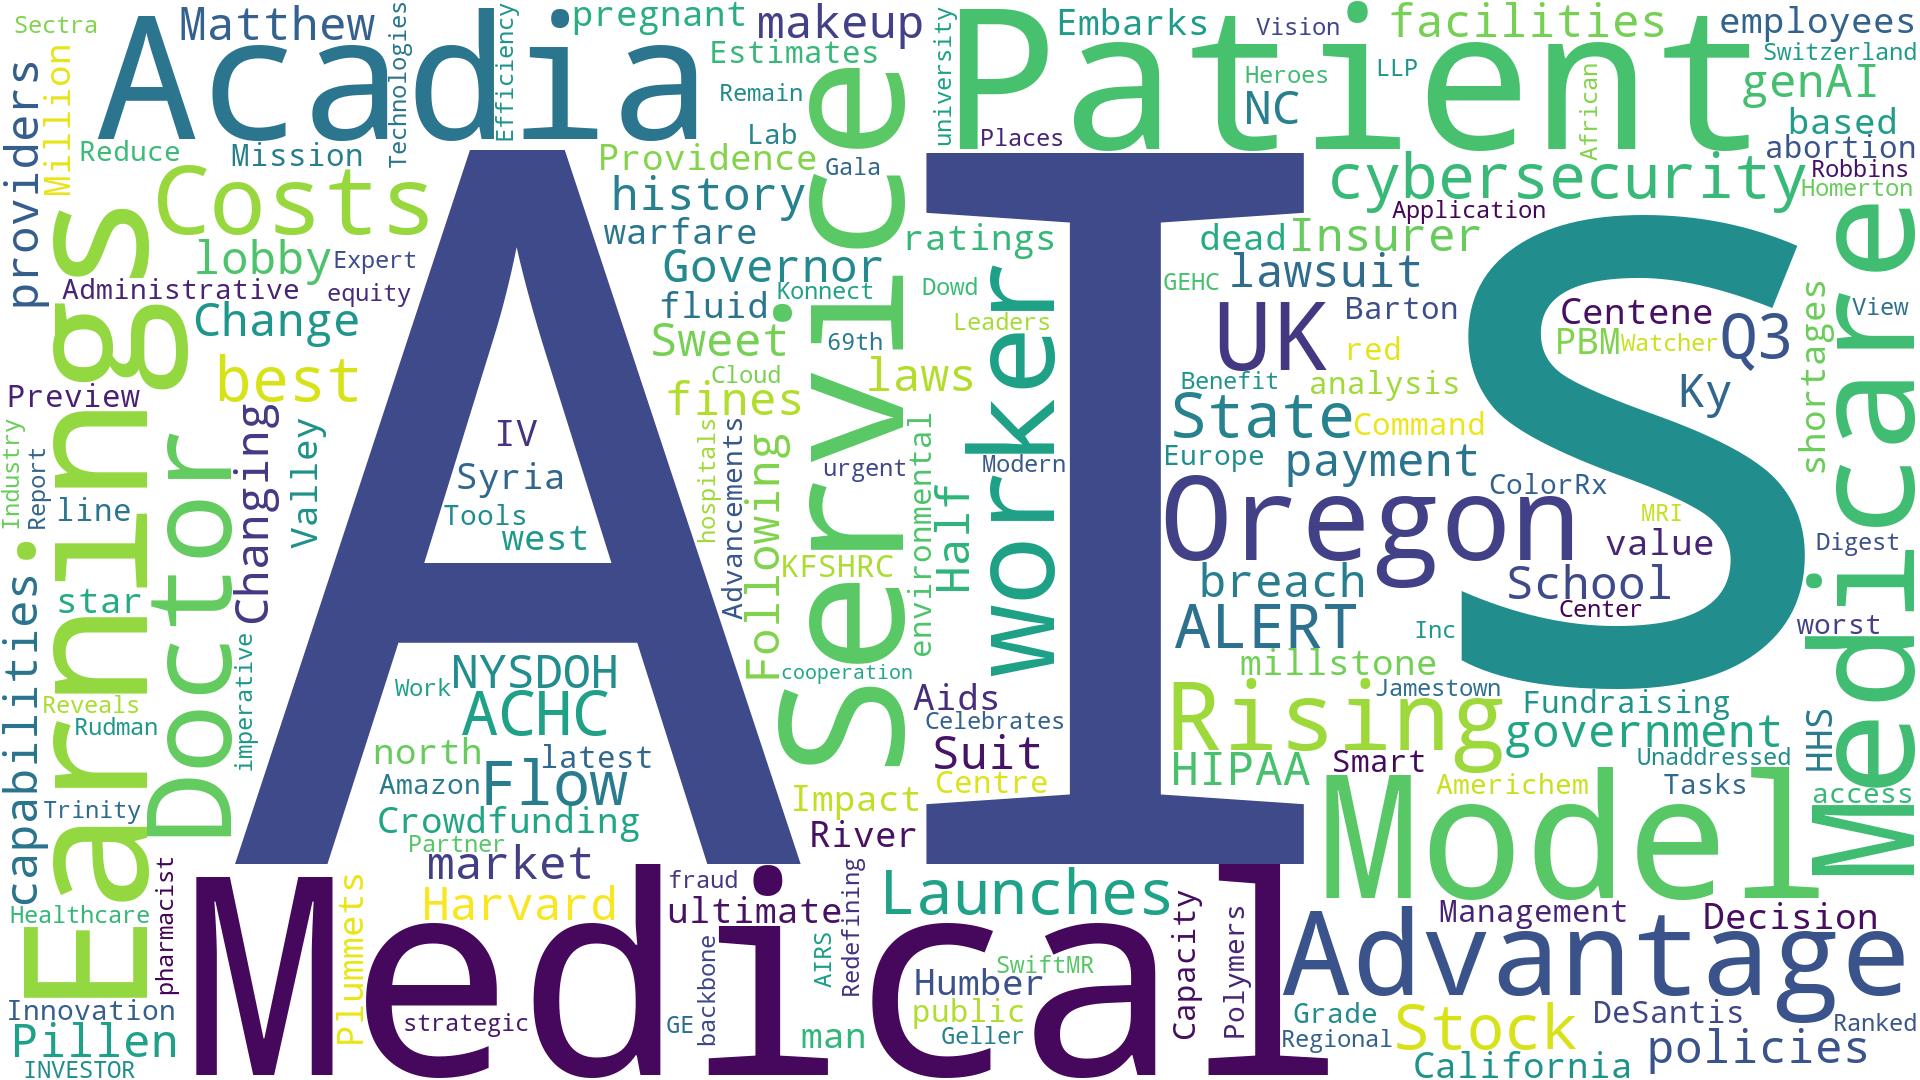 Sectra
Acadia
Matthew
Technologies
Efficiency
pregnant
makeup
Estimates
university
Patient
Embarks
Vision
facilities
employees
Switzerland
providers
Million
Remain
Heroes
LLP
African
genAI
NC
based
Reduce
Mission
Lab
Providence
Gala
Places
abortion
cybersecurity
Robbins
Homerton
Costs
history
Service
Application
lobby
Expert
warfare
ratings
dead
Insurer
Administrative
equity
Governor
Konnect
Dowd
GEHC
lawsuit
Change
fluid
Leaders
UK
Barton
Centene
View
Sweet
69th
red
PBM
Watcher
Q3
shortages
Medicare
AI
S
Earnings
Preview
best
Cloud
laws
Benefit
analysis
Ky
fines
worker
Industry
Report
line
Doctor
Changing
Valley
IV
Syria
Tools
west
hospitals
Advancements
Following
urgent
environmental
Half
Modern
State
Command
Europe
payment
ColorRx
Oregon
MRI
value
Digest
KFSHRC
star
breach
School
Center
capabilities
imperative
ALERT
Inc
worst
NYSDOH
Work
cooperation
millstone
Reveals
Rudman
ACHC
Aids
Celebrates
Rising
Jamestown
Fundraising
government
HHS
north
latest
Suit
HIPAA
Smart
Unaddressed
Amazon
Flow
Centre
Americhem
Tasks
access
Trinity
Crowdfunding
Impact
Model
Partner
River
market
pharmacist
Plummets
Harvard
fraud
ultimate
Redefining
Launches
Capacity
Polymers
Healthcare
Medical
Management
Decision
Advantage
backbone
AIRS
SwiftMR
Humber
Innovation
strategic
GE
public
Grade
Stock
DeSantis
Ranked
Pillen
man
Geller
Regional
policies
INVESTOR
California